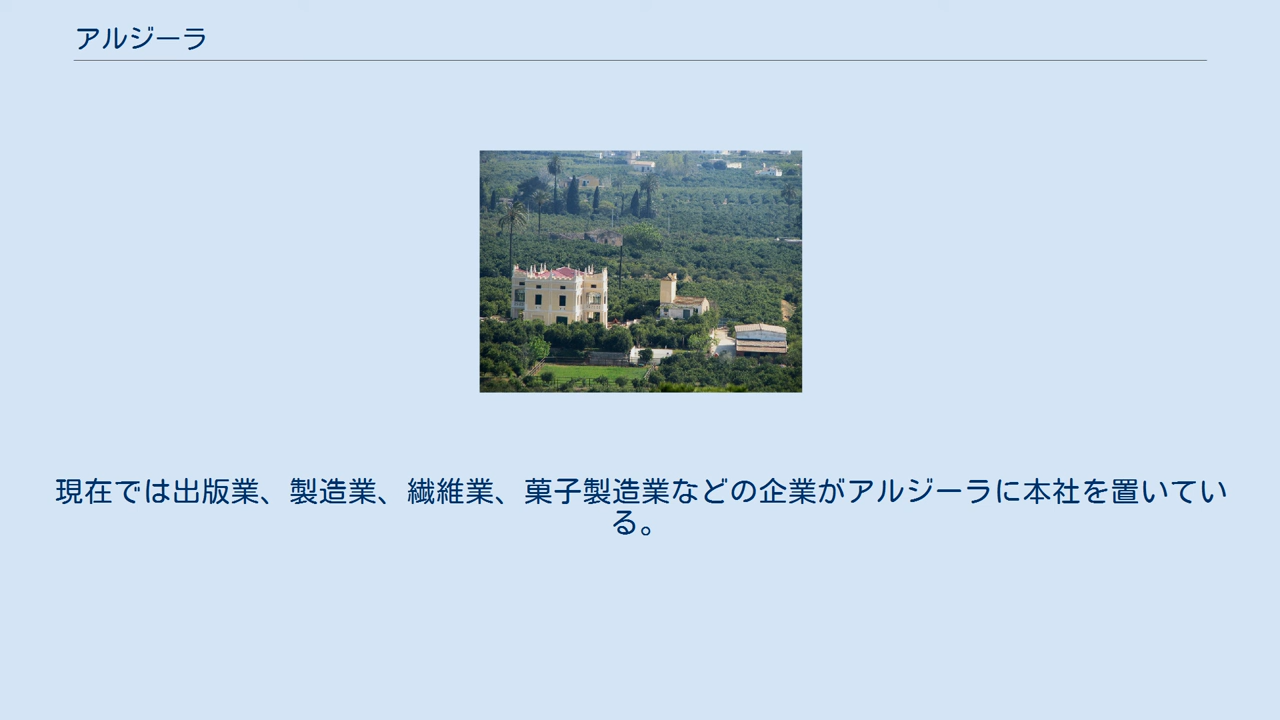 アルジーラ
現在では出版業、製造業、繊維業、菓子製造業などの企業がアルジーラに本社を置いてい
る。